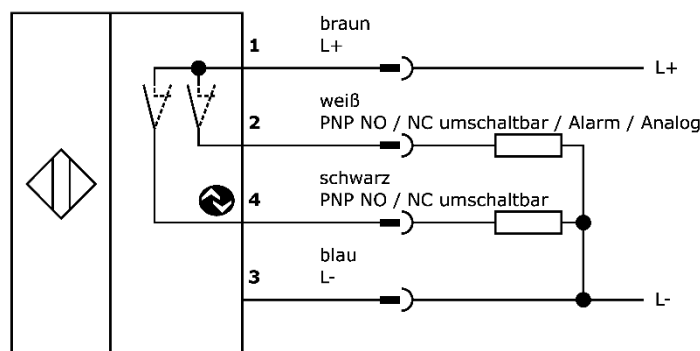 braun
1 L+
L+
weiß
2 PNP NO / NC umschaltbar / Alarm / Analog
schwarz
4 PNP NO / NC umschaltbar
blau
3 L-
L-